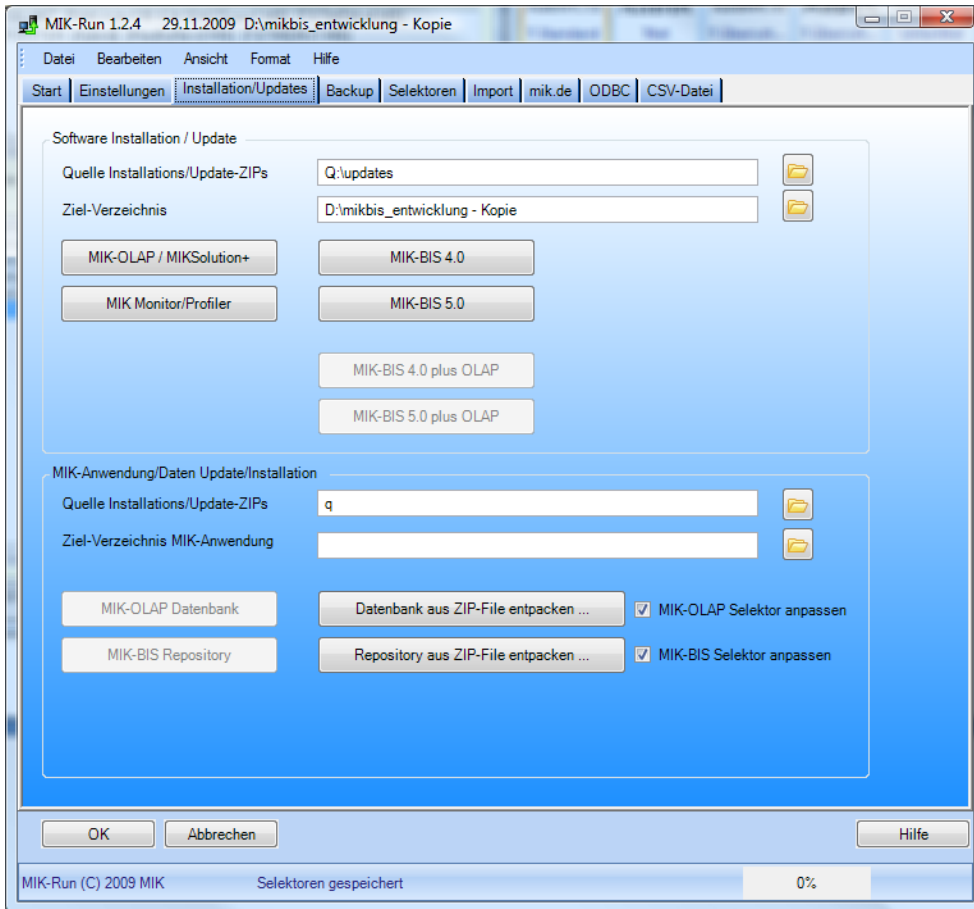 MIK-Run 1.2.4 29.11.2009 D:\mikbis_entwicklung - Kopie
Datei Bearbeiten Ansicht Format Hilfe
Start Einstellungen Installation/Updates Backup Selektoren Import mik.de ODBC CSV-Datei
Software Installation / Update
Quelle Installations/Update-ZIPs Q:\updates
Ziel-Verzeichnis D:\mikbis_entwicklung - Kopie
MIK-OLAP / MIKSolution+ MIK-BIS 4.0
MIK Monitor/Profiler MIK-BIS 5.0
MIK-BIS 4.0 plus OLAP
MIK-BIS 5.0 plus OLAP
MIK-Anwendung/Daten Update/Installation
Quelle Installations/Update-ZIPs q
Ziel-Verzeichnis MIK-Anwendung
MIK-OLAP Datenbank Datenbank aus ZIP-File entpacken ... MIK-OLAP Selektor anpassen
MIK-BIS Repository Repository aus ZIP-File entpacken ... MIK-BIS Selektor anpassen
OK Abbrechen Hilfe
MIK-Run (C) 2009 MIK Selektoren gespeichert 0%